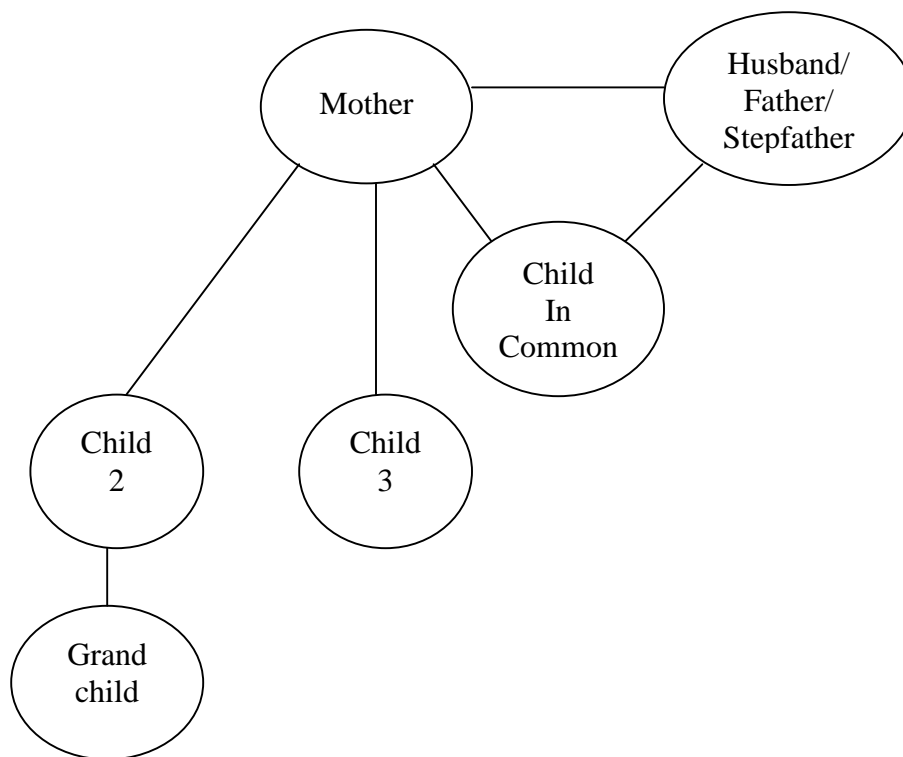 Mother
Husband/
Father/
Stepfather
Child
In
Common
Child
2
Child
3
Grand
child